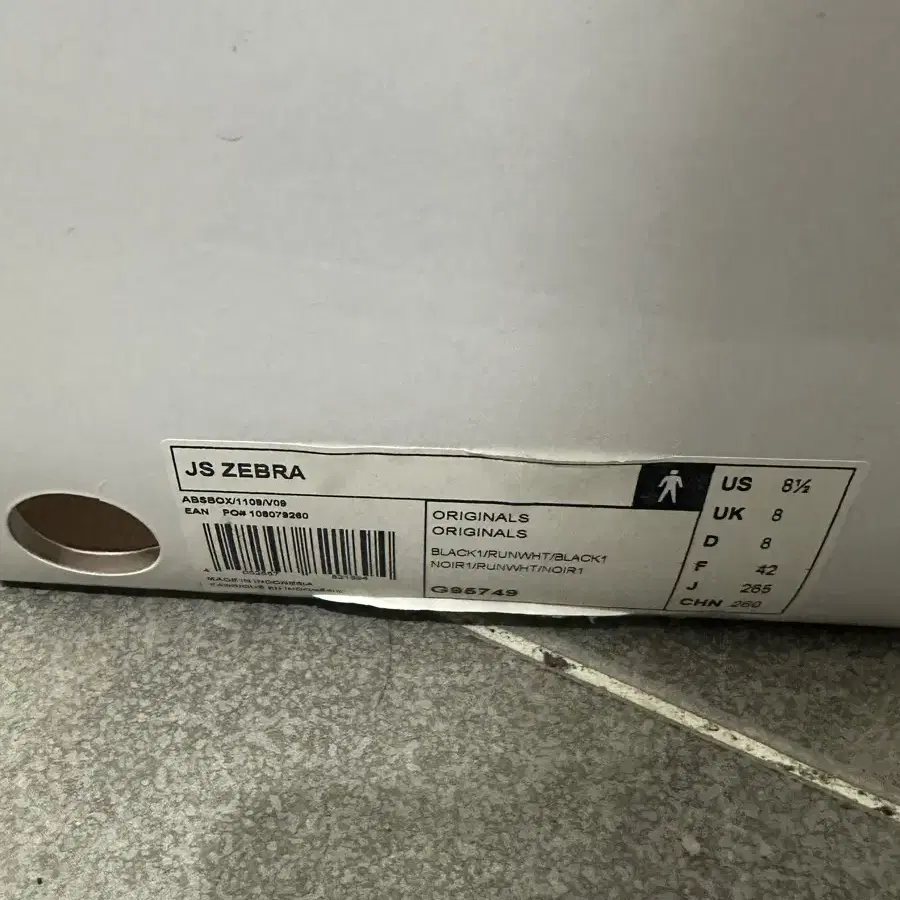 JS ZEBRA
ABSBOX/1109/V09
EAN PO# 108079260
MADE IN INDONESIA
ORIGINALS
ORIGINALS
BLACK1/RUNWHT/BLACK1
NOIR1/RUNWHT/NOIR1
G95749
US 8½
UK 8
D 8
F 42
J 265
CHN 260